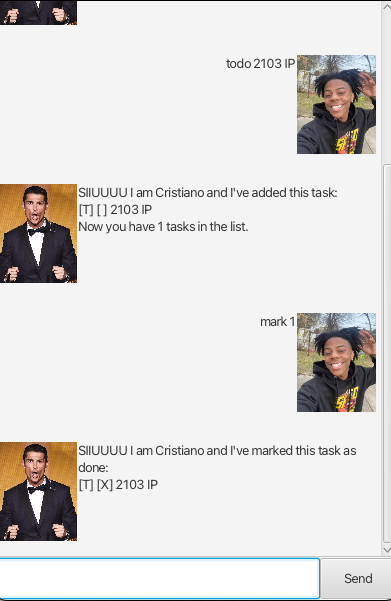 todo 2103 IP
SIIUUUU I am Cristiano and I've added this task:
[T] [ ] 2103 IP
Now you have 1 tasks in the list.
mark 1
SIIUUUU I am Cristiano and I've marked this task as
done:
[T] [X] 2103 IP
Send